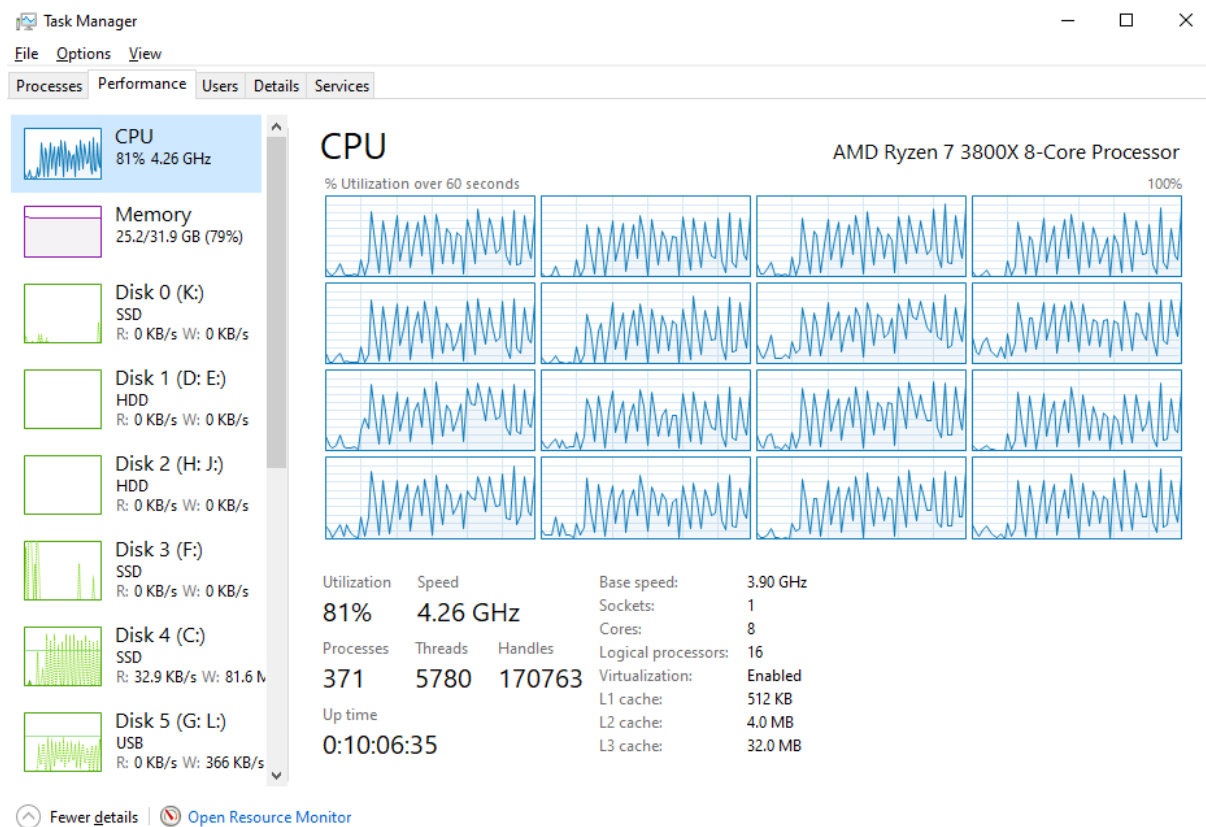 Task Manager
File Options View
Processes Performance Users Details Services
CPU
81% 4.26 GHz
Memory
25.2/31.9 GB (79%)
Disk 0 (K:)
SSD
R: 0 KB/s W: 0 KB/s
Disk 1 (D: E:)
HDD
R: 0 KB/s W: 0 KB/s
Disk 2 (H: J:)
HDD
R: 0 KB/s W: 0 KB/s
Disk 3 (F:)
SSD
R: 0 KB/s W: 0 KB/s
Disk 4 (C:)
SSD
R: 32.9 KB/s W: 81.6 M
Disk 5 (G: L:)
USB
R: 0 KB/s W: 366 KB/s
CPU
AMD Ryzen 7 3800X 8-Core Processor
% Utilization over 60 seconds 100%
Utilization Speed
81% 4.26 GHz
Processes Threads Handles
371 5780 170763
Up time
0:10:06:35
Base speed: 3.90 GHz
Sockets: 1
Cores: 8
Logical processors: 16
Virtualization: Enabled
L1 cache: 512 KB
L2 cache: 4.0 MB
L3 cache: 32.0 MB
Fewer details Open Resource Monitor